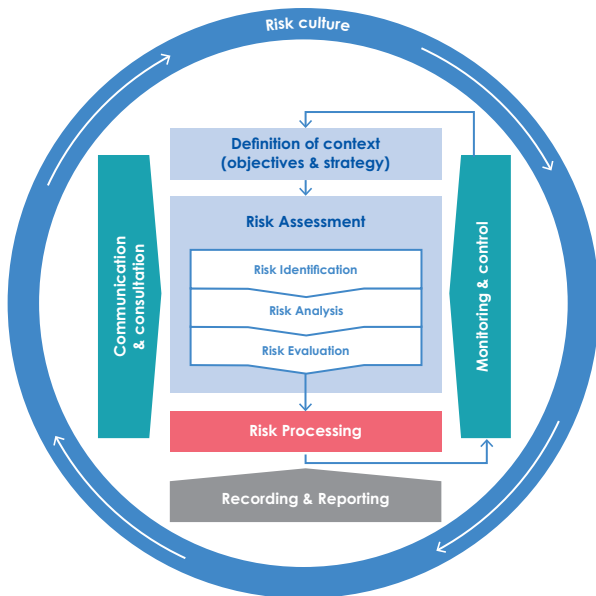 Risk culture
Definition of context
(objectives & strategy)
Risk Assessment
Risk Identification
Risk Analysis
Risk Evaluation
Communication
& consultation
Monitoring & control
Risk Processing
Recording & Reporting